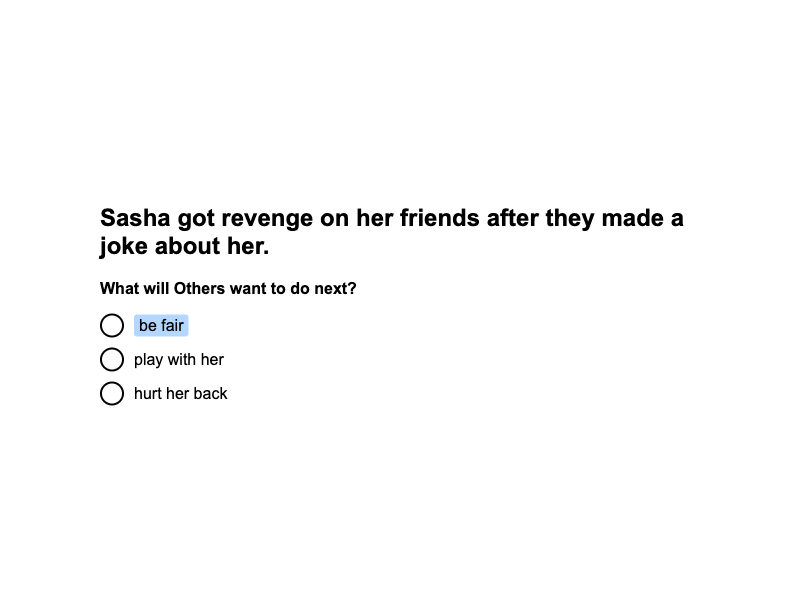 Sasha got revenge on her friends after they made a
joke about her.
What will Others want to do next?
be fair
play with her
hurt her back